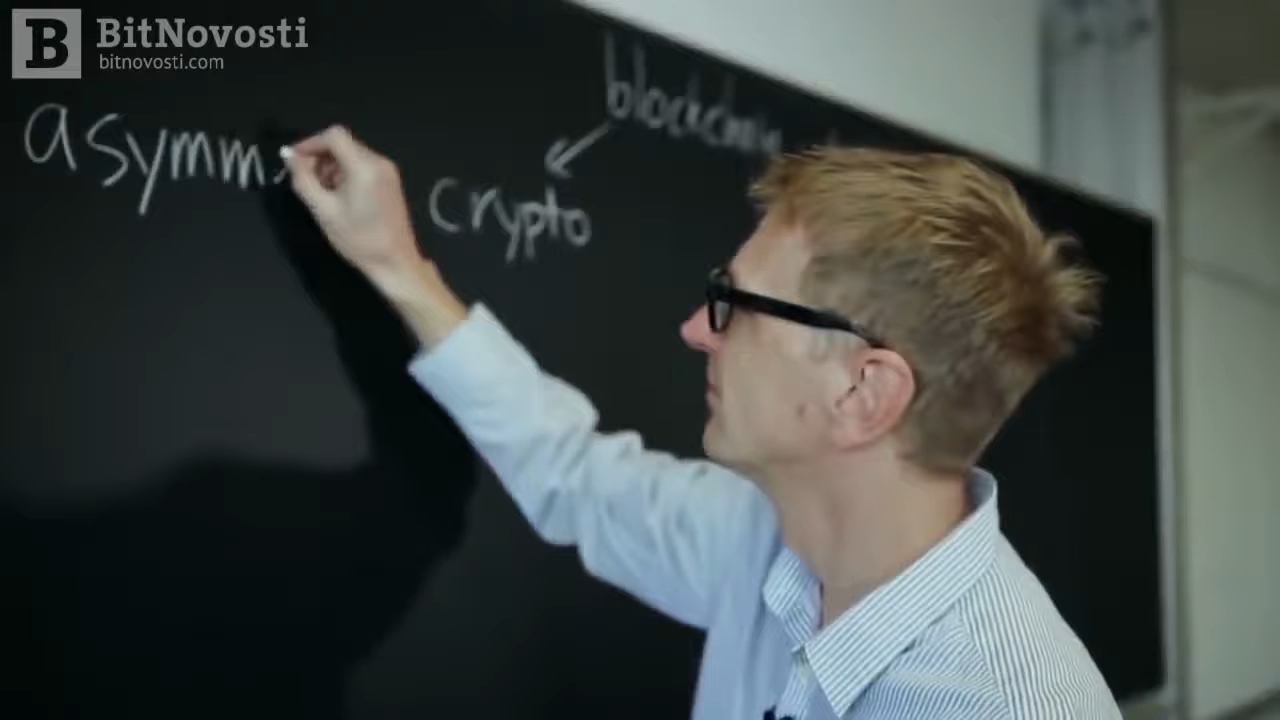 B BitNovosti
bitnovosti.com
blockchain
asymm
crypto